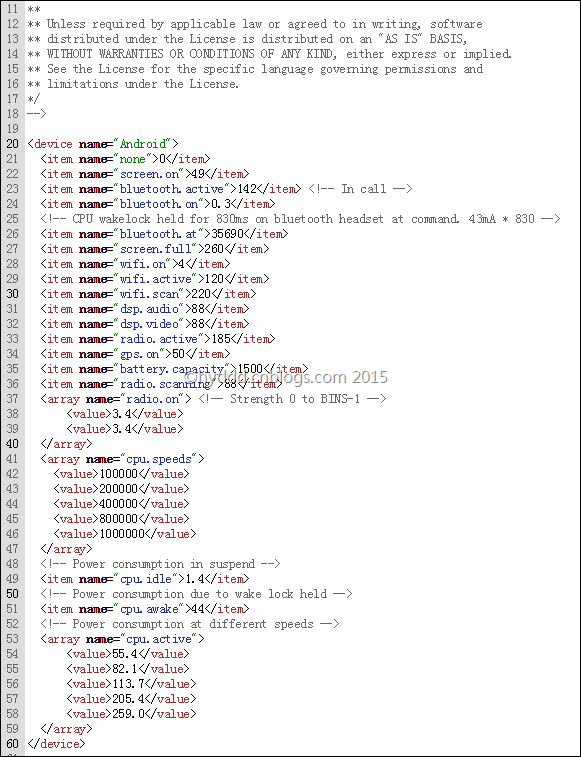 11 **
12 ** Unless required by applicable law or agreed to in writing, software
13 ** distributed under the License is distributed on an "AS IS" BASIS,
14 ** WITHOUT WARRANTIES OR CONDITIONS OF ANY KIND, either express or implied.
15 ** See the License for the specific language governing permissions and
16 ** limitations under the License.
17 */
18 -->
19
20 <device name="Android">
21 <item name="none">0</item>
22 <item name="screen.on">49</item>
23 <item name="bluetooth.active">142</item> <!-- In call -->
24 <item name="bluetooth.on">0.3</item>
25 <!-- CPU wakelock held for 830ms on bluetooth headset at command. 43mA * 830 -->
26 <item name="bluetooth.at">35690</item>
27 <item name="screen.full">260</item>
28 <item name="wifi.on">4</item>
29 <item name="wifi.active">120</item>
30 <item name="wifi.scan">220</item>
31 <item name="dsp.audio">88</item>
32 <item name="dsp.video">88</item>
33 <item name="radio.active">185</item>
34 <item name="gps.on">50</item>
35 <item name="battery.capacity">1500</item>
36 <item name="radio.scanning">88</item>
©hyddd.cnblogs.com 2015
37 <array name="radio.on"> <!-- Strength 0 to BINS-1 -->
38 <value>3.4</value>
39 <value>3.4</value>
40 </array>
41 <array name="cpu.speeds">
42 <value>100000</value>
43 <value>200000</value>
44 <value>400000</value>
45 <value>800000</value>
46 <value>1000000</value>
47 </array>
48 <!-- Power consumption in suspend -->
49 <item name="cpu.idle">1.4</item>
50 <!-- Power consumption due to wake lock held -->
51 <item name="cpu.awake">44</item>
52 <!-- Power consumption at different speeds -->
53 <array name="cpu.active">
54 <value>55.4</value>
55 <value>82.1</value>
56 <value>113.7</value>
57 <value>205.4</value>
58 <value>259.0</value>
59 </array>
60 </device>